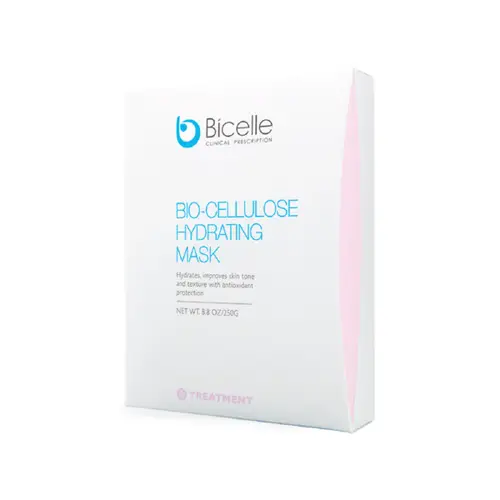 Bicelle
CLINICAL PRESCRIPTION
BIO-CELLULOSE
HYDRATING
MASK
Hydrates, improves skin tone
and texture with antioxidant
protection
NET WT. 8.8 OZ/250G
TREATMENT